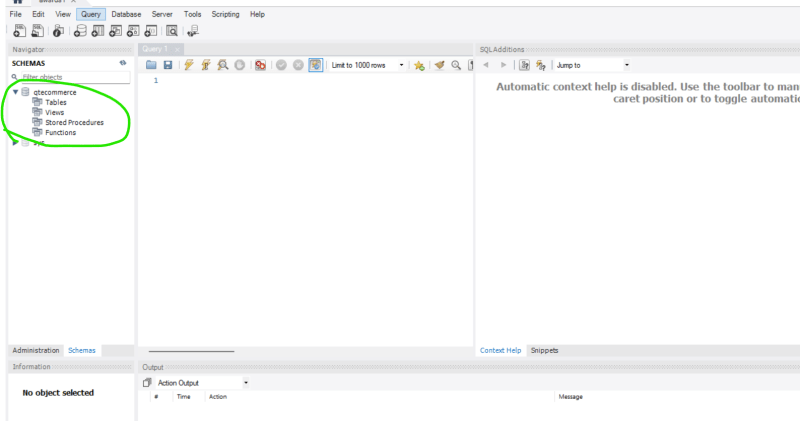 File Edit View Query Database Server Tools Scripting Help
Navigator
SCHEMAS
Filter objects
qtecommerce
Tables
Views
Stored Procedures
Functions
Administration Schemas
Information
No object selected
Query 1
Limit to 1000 rows
1
SQLAdditions
Jump to
Automatic context help is disabled. Use the toolbar to man
caret position or to toggle automatic
Context Help Snippets
Output
Action Output
# Time Action Message